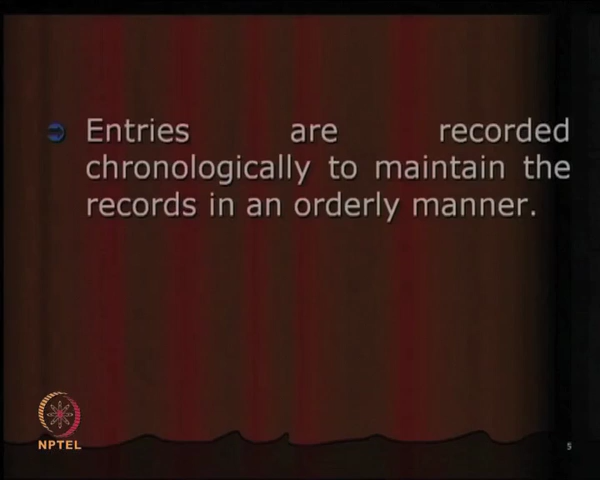 Entries are recorded
chronologically to maintain the
records in an orderly manner.
NPTEL
5